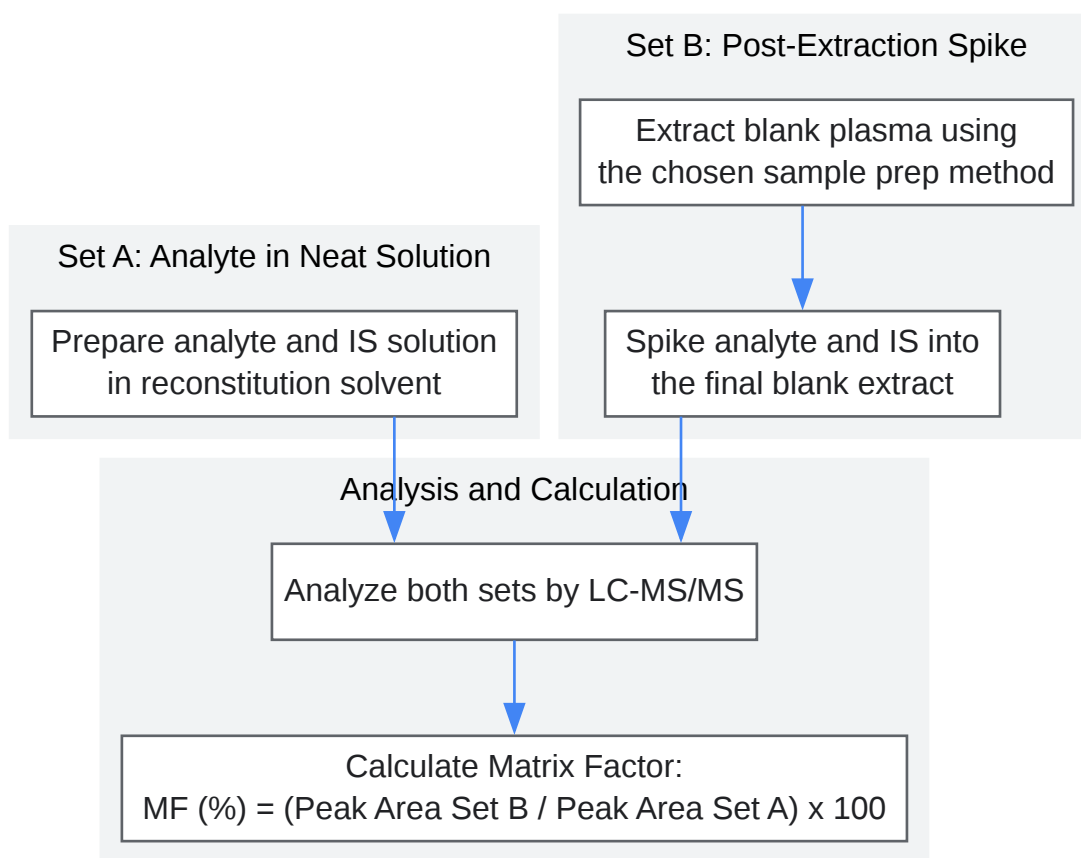 Set B: Post-Extraction Spike
Extract blank plasma using
the chosen sample prep method
Set A: Analyte in Neat Solution
Prepare analyte and IS solution
in reconstitution solvent
Spike analyte and IS into
the final blank extract
Analysis and Calculation
Analyze both sets by LC-MS/MS
Calculate Matrix Factor:
MF (%) = (Peak Area Set B / Peak Area Set A) x 100